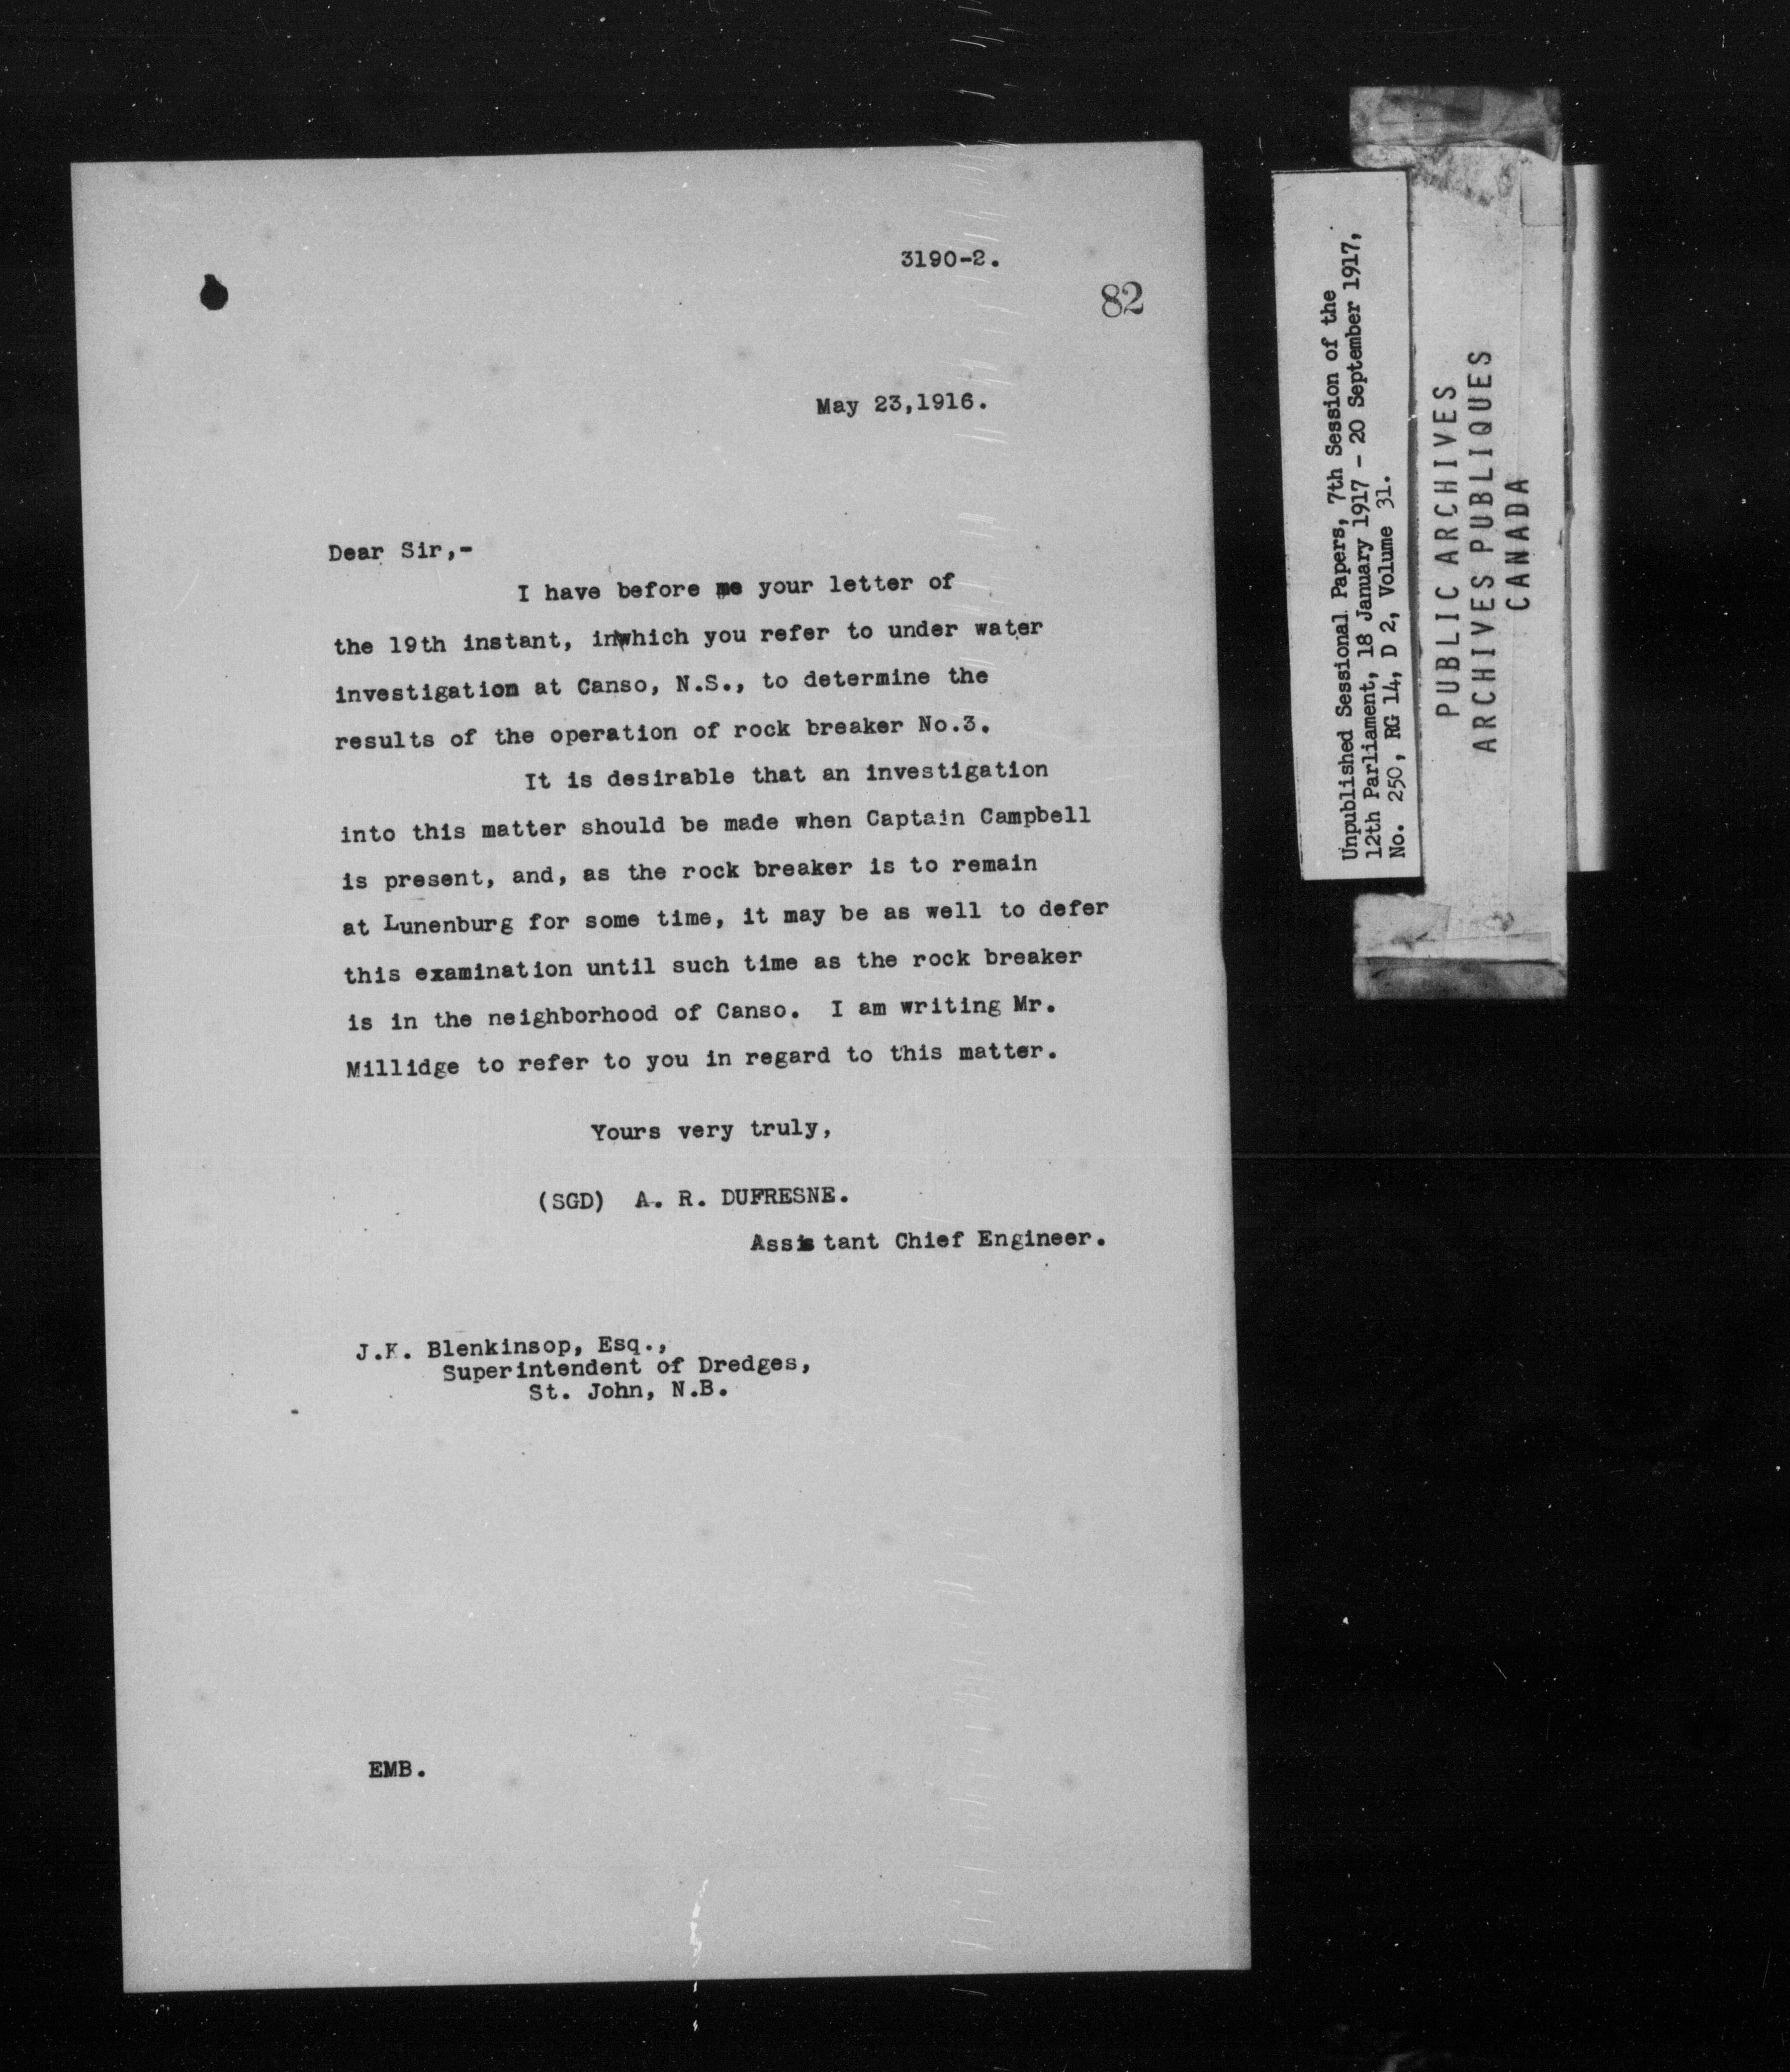 3190-2.
82
May 23,1916.
Dear Sir,-
I have before me your letter of
the 19th instant, in which you refer to under water
investigation at Canso, N.S., to determine the
results of the operation of rock breaker No.3.
It is desirable that an investigation
into this matter should be made when Captain Campbell
is present, and, as the rock breaker is to remain
at Lunenburg for some time, it may be as well to defer
this examination until such time as the rock breaker
is in the neighborhood of Canso. I am writing Mr.
Millidge to refer to you in regard to this matter.
Yours very truly,
(SGD) A. R. DUFRESNE.
Assis tant Chief Engineer.
J.K. Blenkinsop, Esq.,
Superintendent of Dredges,
St. John, N.B.
EMB.
Unpublished Sessional Papers, 7th Session of the
12th Parliament, 18 January 1917 - 20 September 1917,
No. 250, RG 14, D 2, Volume 31.
PUBLIC ARCHIVES
ARCHIVES PUBLIQUES
CANADA